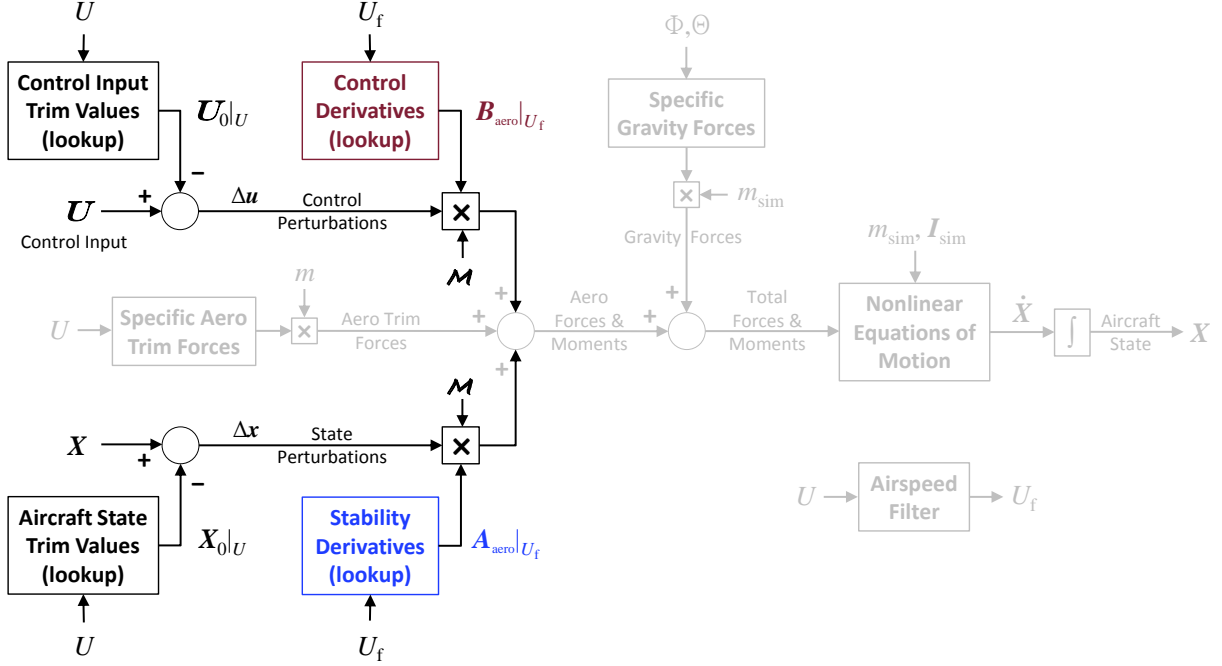 U
U_f
Φ,Θ
Control Input
Trim Values
(lookup)
U_0|_U
Control
Derivatives
(lookup)
B_aero|_{U_f}
Specific
Gravity Forces
+
−
×
m_sim
U
Control Input
Δu
Control
Perturbations
×
Gravity Forces
m_sim, I_sim
M
U
Specific Aero
Trim Forces
m
×
Aero Trim
Forces
+
+
+
Aero
Forces &
Moments
+
+
Total
Forces &
Moments
Nonlinear
Equations of
Motion
Ẋ
∫
Aircraft
State
X
M
X
+
−
Δx
State
Perturbations
×
Aircraft State
Trim Values
(lookup)
X_0|_U
Stability
Derivatives
(lookup)
A_aero|_{U_f}
U
Airspeed
Filter
U_f
U
U_f